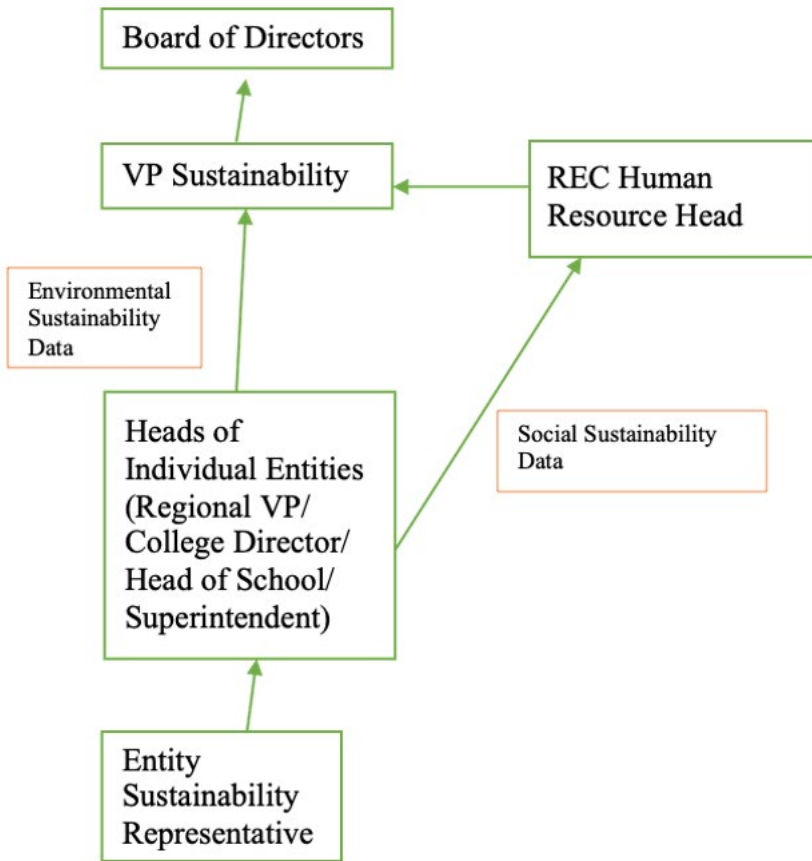 Board of Directors
VP Sustainability
REC Human
Resource Head
Environmental
Sustainability
Data
Heads of
Individual Entities
(Regional VP/
College Director/
Head of School/
Superintendent)
Social Sustainability
Data
Entity
Sustainability
Representative